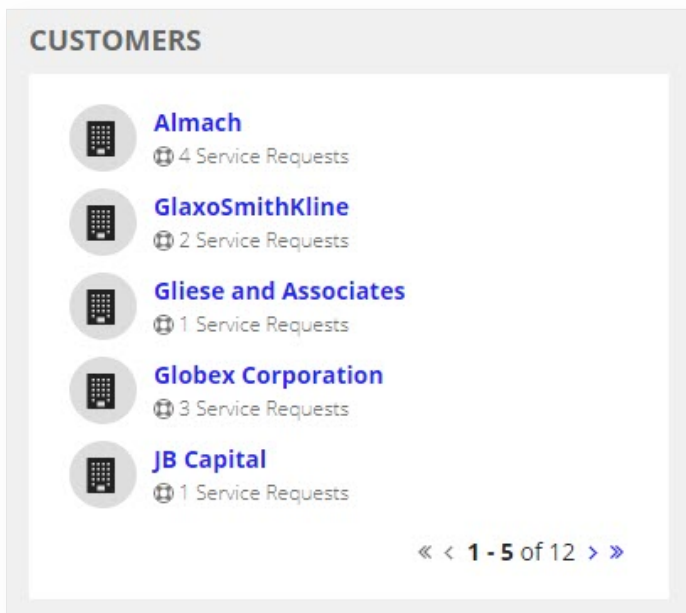 CUSTOMERS
Almach
4 Service Requests
GlaxoSmithKline
2 Service Requests
Gliese and Associates
1 Service Requests
Globex Corporation
3 Service Requests
JB Capital
1 Service Requests
« < 1 - 5 of 12 > »